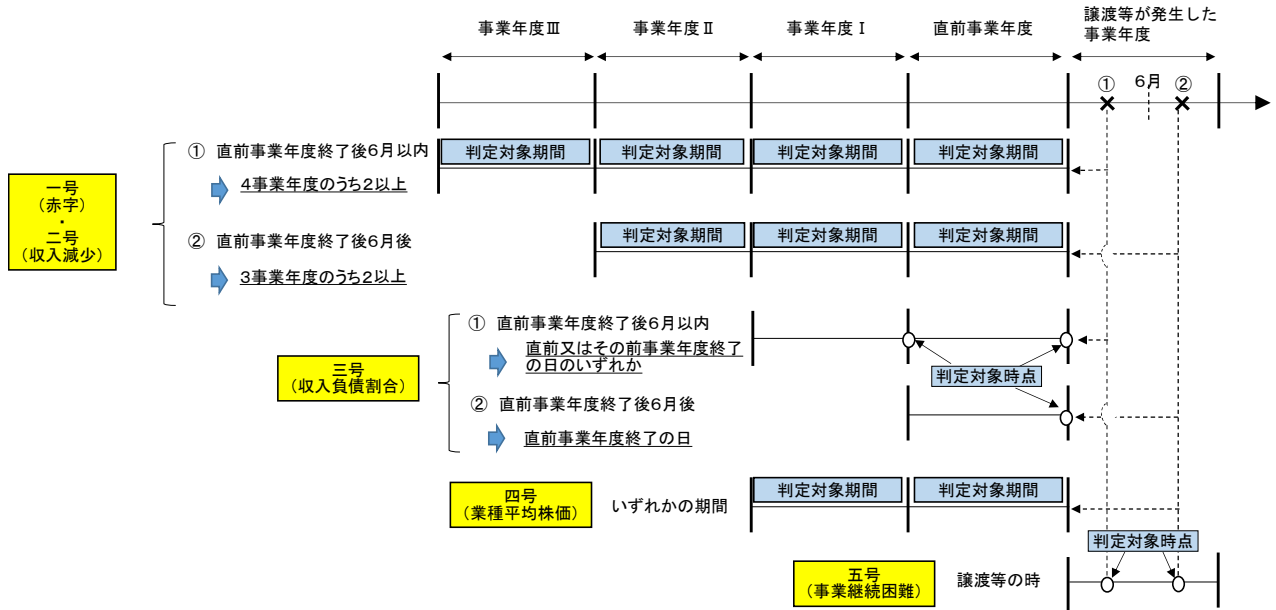 事業年度Ⅲ
事業年度Ⅱ
事業年度Ⅰ
直前事業年度
譲渡等が発生した
事業年度
①
6月
②
一号
(赤字)
・
二号
(収入減少)
① 直前事業年度終了後6月以内
4事業年度のうち2以上
判定対象期間
判定対象期間
判定対象期間
判定対象期間
② 直前事業年度終了後6月後
3事業年度のうち2以上
判定対象期間
判定対象期間
判定対象期間
三号
(収入負債割合)
① 直前事業年度終了後6月以内
直前又はその前事業年度終了
の日のいずれか
判定対象時点
② 直前事業年度終了後6月後
直前事業年度終了の日
四号
(業種平均株価)
いずれかの期間
判定対象期間
判定対象期間
五号
(事業継続困難)
譲渡等の時
判定対象時点